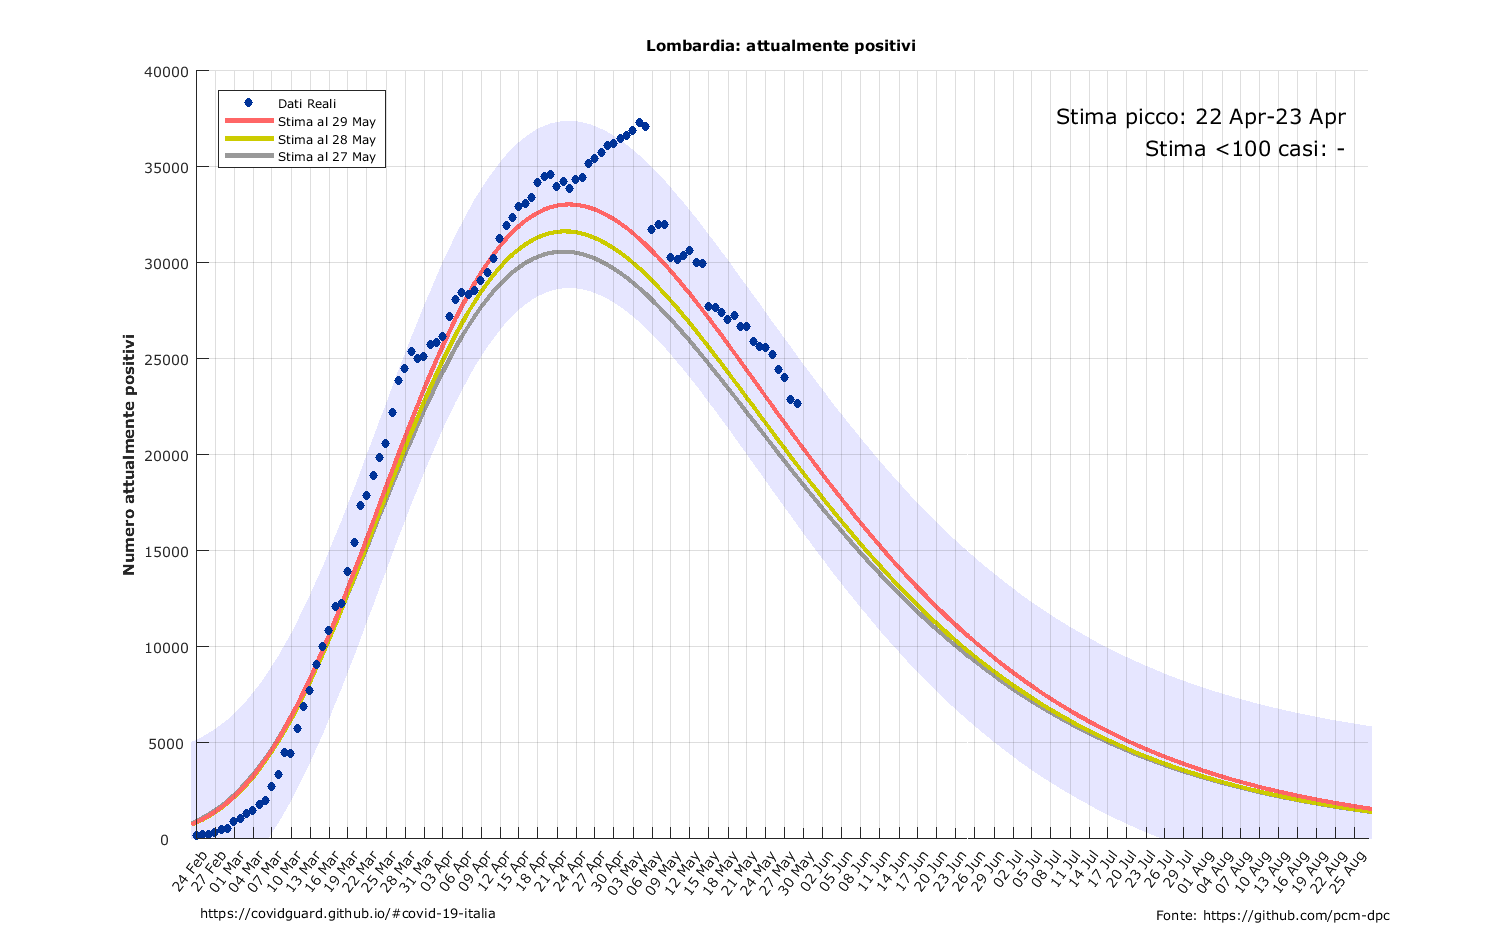 Lombardia: attualmente positivi
40000
35000
30000
25000
20000
15000
10000
5000
0
Numero attualmente positivi
Dati Reali
Stima al 29 May
Stima al 28 May
Stima al 27 May
Stima picco: 22 Apr-23 Apr
Stima <100 casi: -
24 Feb
27 Feb
01 Mar
04 Mar
07 Mar
10 Mar
13 Mar
16 Mar
19 Mar
22 Mar
25 Mar
28 Mar
31 Mar
03 Apr
06 Apr
09 Apr
12 Apr
15 Apr
18 Apr
21 Apr
24 Apr
27 Apr
30 Apr
03 May
06 May
09 May
12 May
15 May
18 May
21 May
24 May
27 May
30 May
02 Jun
05 Jun
08 Jun
11 Jun
14 Jun
17 Jun
20 Jun
23 Jun
26 Jun
29 Jun
02 Jul
05 Jul
08 Jul
11 Jul
14 Jul
17 Jul
20 Jul
23 Jul
26 Jul
29 Jul
01 Aug
04 Aug
07 Aug
10 Aug
13 Aug
16 Aug
19 Aug
22 Aug
25 Aug
https://covidguard.github.io/#covid-19-italia
Fonte: https://github.com/pcm-dpc